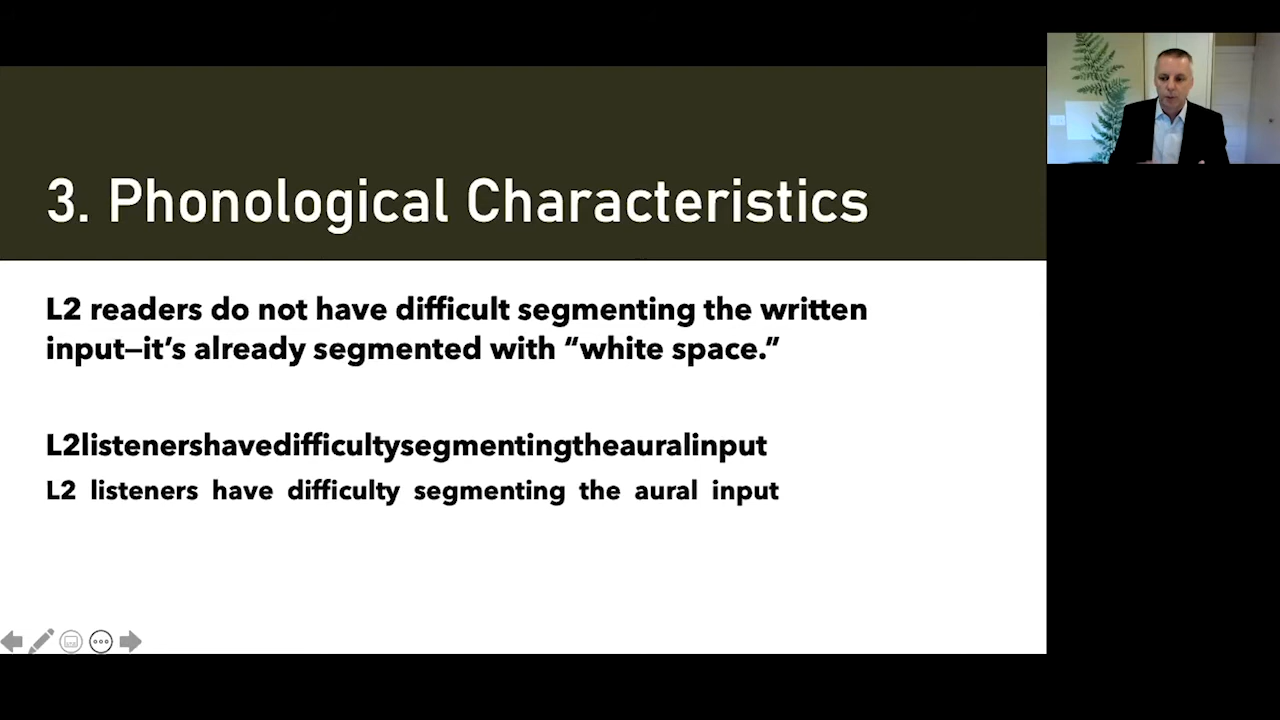 3. Phonological Characteristics
L2 readers do not have difficult segmenting the written
input–it’s already segmented with “white space.”
L2listenershavedifficultysegmentingtheauralinput
L2 listeners have difficulty segmenting the aural input